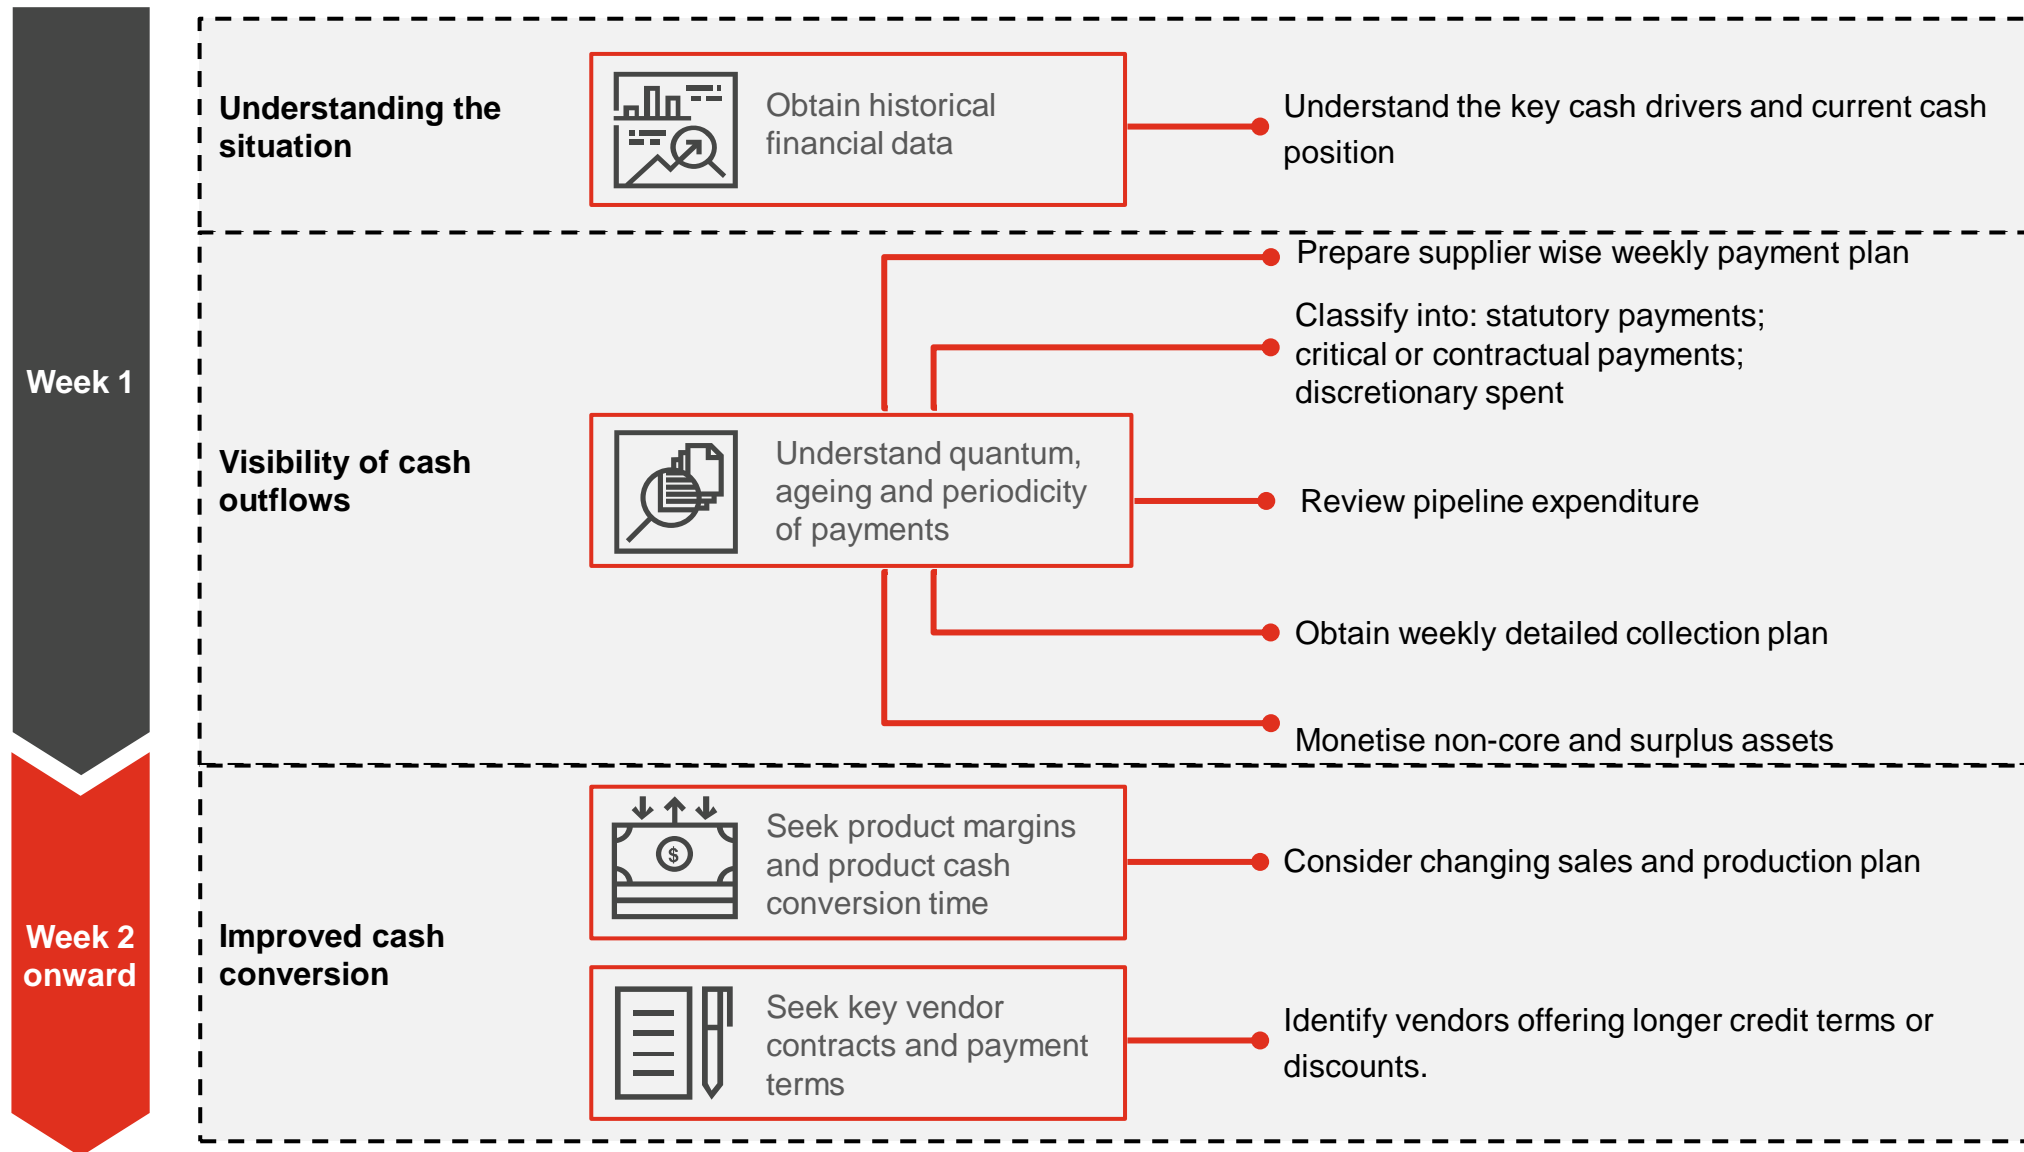 Week 1
Understanding the
situation
Obtain historical
financial data
Understand the key cash drivers and current cash
position
Visibility of cash
outflows
Understand quantum,
ageing and periodicity
of payments
Prepare supplier wise weekly payment plan
Classify into: statutory payments;
critical or contractual payments;
discretionary spent
Review pipeline expenditure
Obtain weekly detailed collection plan
Monetise non-core and surplus assets
Week 2
onward
Improved cash
conversion
$
Seek product margins
and product cash
conversion time
Consider changing sales and production plan
Seek key vendor
contracts and payment
terms
Identify vendors offering longer credit terms or
discounts.